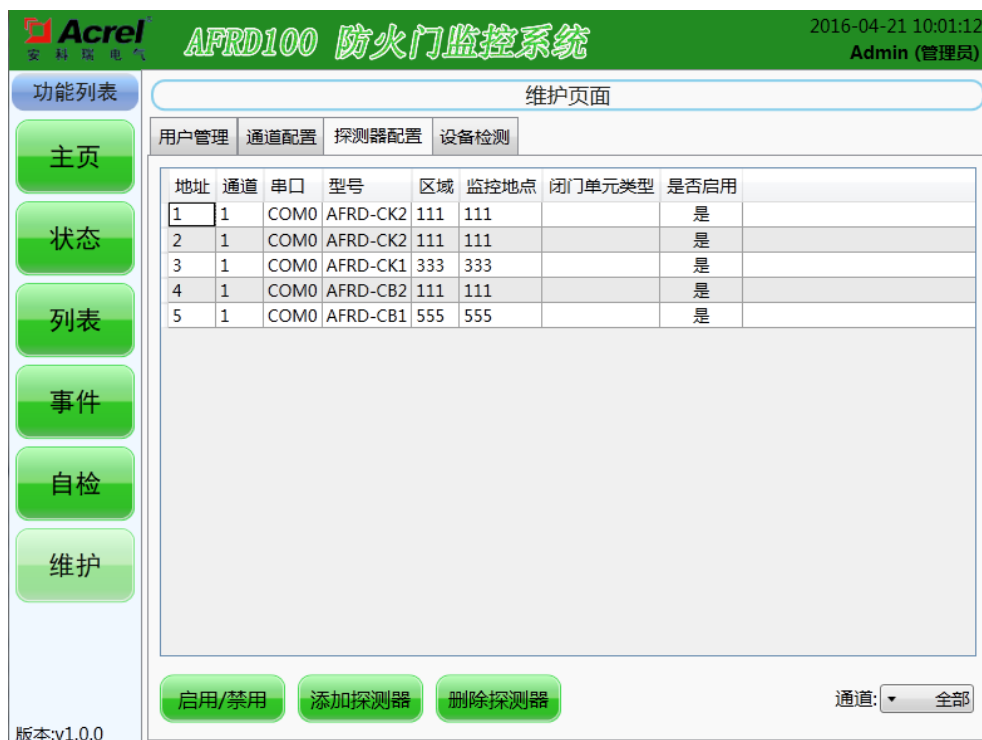 Acrel
安科瑞电气
AFRD100 防火门监控系统
2016-04-21 10:01:12
Admin (管理员)
功能列表
主页
状态
列表
事件
自检
维护
版本:v1.0.0
维护页面
用户管理 通道配置 探测器配置 设备检测
地址 通道 串口 型号 区域 监控地点 闭门单元类型 是否启用
1 1 COM0 AFRD-CK2 111 111 是
2 1 COM0 AFRD-CK2 111 111 是
3 1 COM0 AFRD-CK1 333 333 是
4 1 COM0 AFRD-CB2 111 111 是
5 1 COM0 AFRD-CB1 555 555 是
启用/禁用 添加探测器 删除探测器 通道: 全部